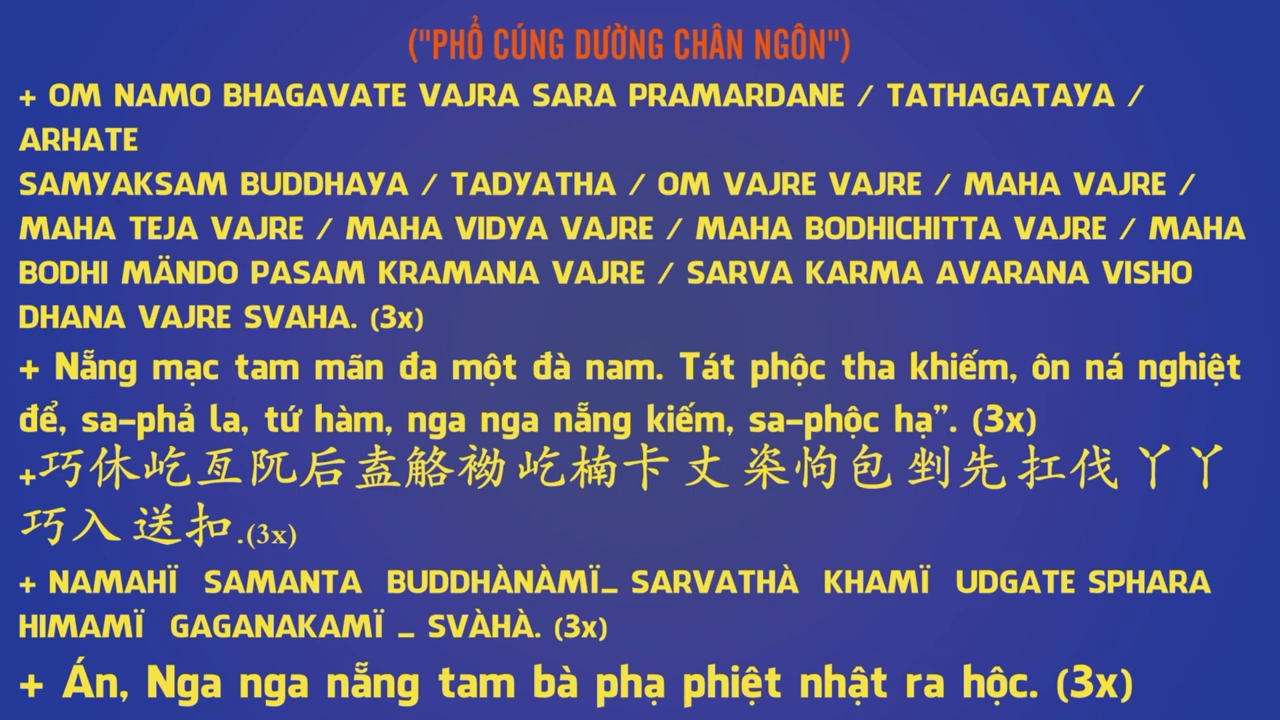 ("PHỔ CÚNG DƯỜNG CHÂN NGÔN")
+ OM NAMO BHAGAVATE VAJRA SARA PRAMARDANE / TATHAGATAYA /
ARHATE
SAMYAKSAM BUDDHAYA / TADYATHA / OM VAJRE VAJRE / MAHA VAJRE /
MAHA TEJA VAJRE / MAHA VIDYA VAJRE / MAHA BODHICHITTA VAJRE / MAHA
BODHI MÄNDO PASAM KRAMANA VAJRE / SARVA KARMA AVARANA VISHO
DHANA VAJRE SVAHA. (3x)
+ Nẵng mạc tam mãn đa một đà nam. Tát phộc tha khiếm, ôn ná nghiệt
để, sa-phả la, tứ hàm, nga nga nẵng kiếm, sa-phộc hạ”. (3x)
+巧休屹亙阢后盍觡袎屹楠卡丈 栥怐包 剉先 扛伐 丫丫
巧入送扣.(3x)
+ NAMAHÏ SAMANTA BUDDHÀNÀMÏ_ SARVATHÀ KHAMÏ UDGATE SPHARA
HIMAMÏ GAGANAKAMÏ _ SVÀHÀ. (3x)
+ Án, Nga nga nẵng tam bà phạ phiệt nhật ra hộc. (3x)